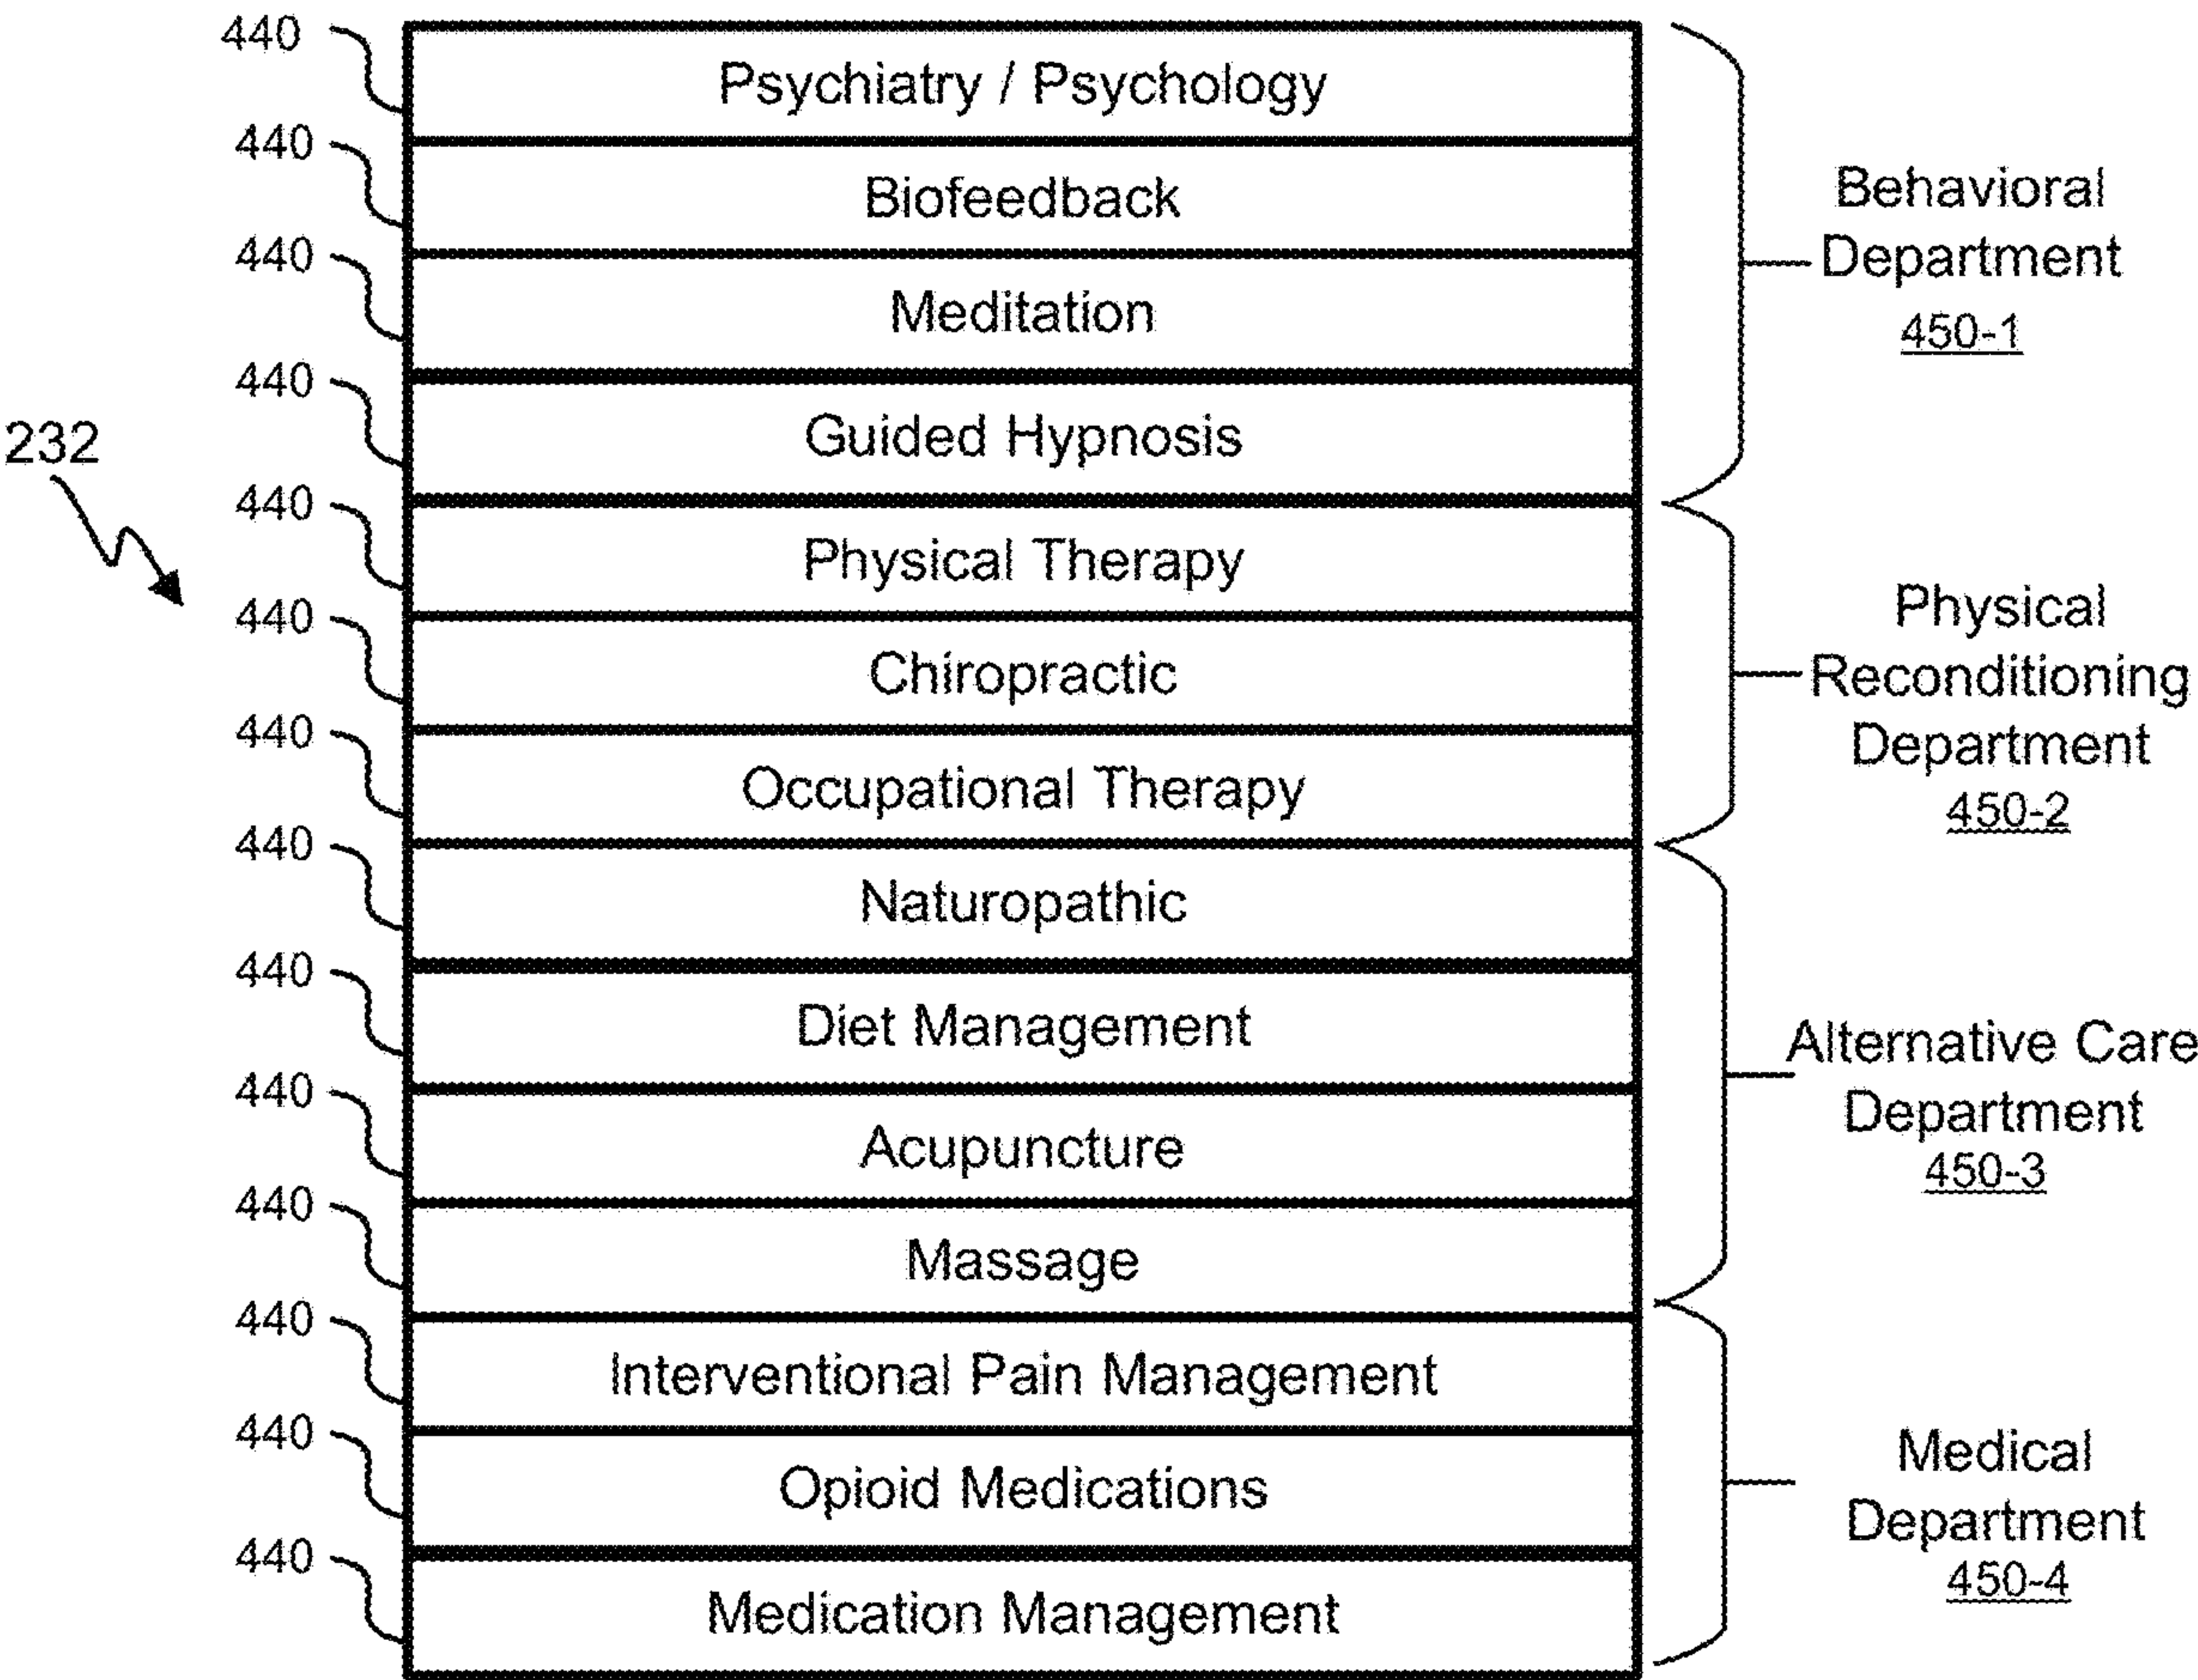 440
Psychiatry / Psychology
440
Biofeedback
440
Meditation
440
Guided Hypnosis
440
Physical Therapy
440
Chiropractic
440
Occupational Therapy
440
Naturopathic
440
Diet Management
440
Acupuncture
440
Massage
440
Interventional Pain Management
440
Opioid Medications
440
Medication Management
232
Behavioral
Department
450-1
Physical
Reconditioning
Department
450-2
Alternative Care
Department
450-3
Medical
Department
450-4